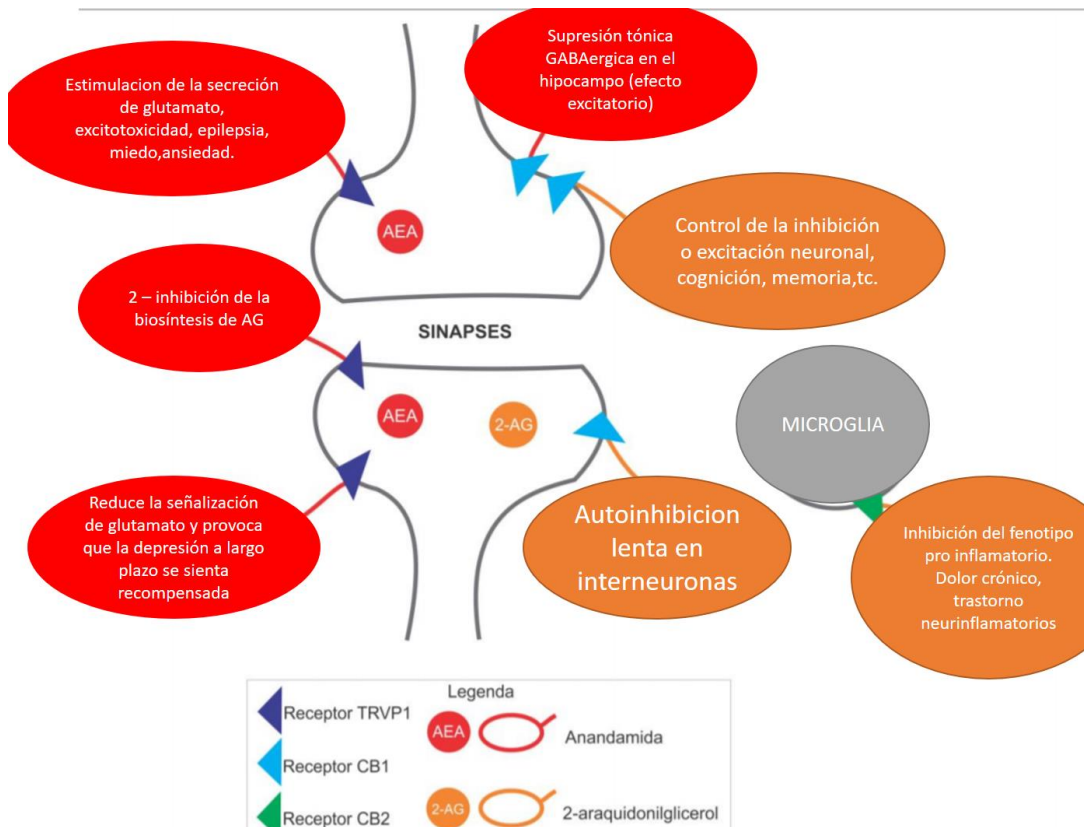 Estimulacion de la secreción
de glutamato,
excitotoxicidad, epilepsia,
miedo,ansiedad.
Supresión tónica
GABAergica en el
hipocampo (efecto
excitatorio)
AEA
Control de la inhibición
o excitación neuronal,
cognición, memoria,tc.
2 – inhibición de la
biosíntesis de AG
SINAPSES
AEA
2-AG
MICROGLIA
Reduce la señalización
de glutamato y provoca
que la depresión a largo
plazo se sienta
recompensada
Autoinhibicion
lenta en
interneuronas
Inhibición del fenotipo
pro inflamatorio.
Dolor crónico,
trastorno
neurinflamatorios
Legenda
Receptor TRVP1
AEA
Anandamida
Receptor CB1
2-AG
2-araquidonilglicerol
Receptor CB2